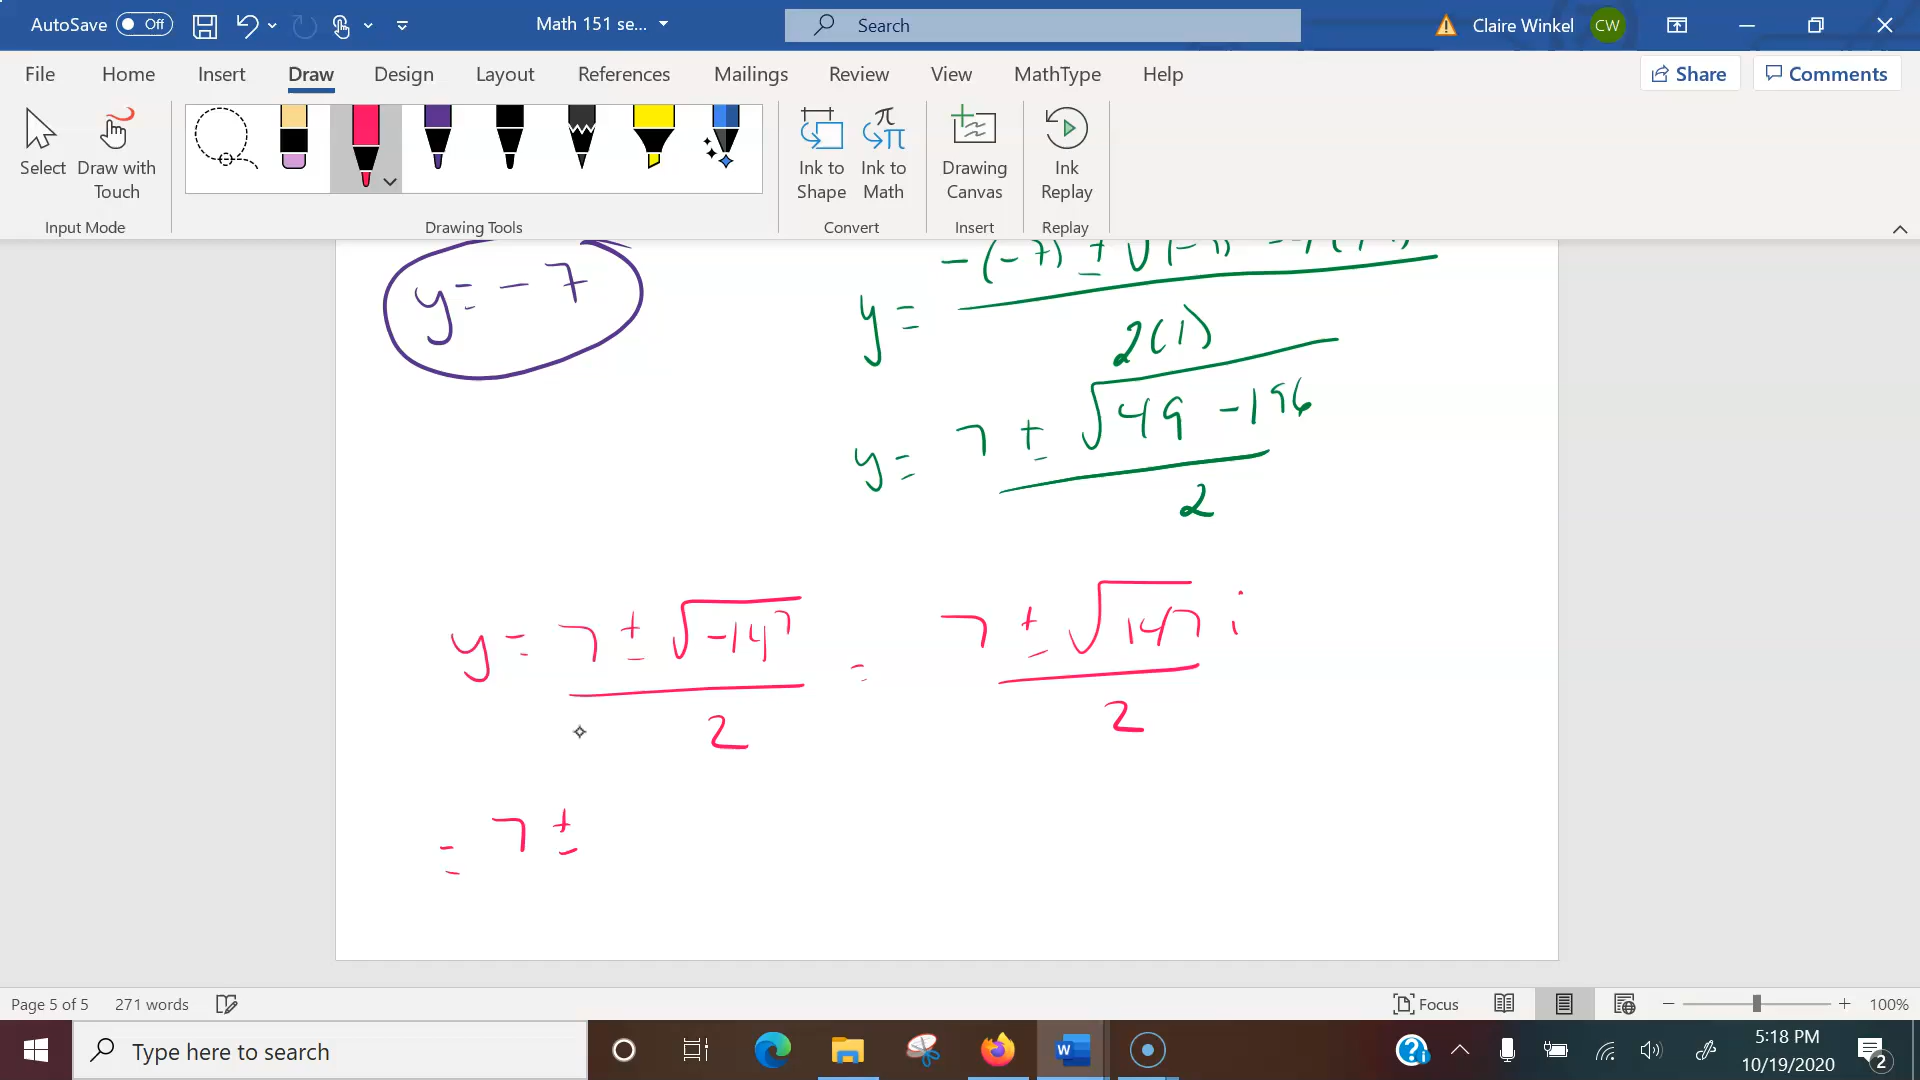 AutoSave Off Math 151 se... Search Claire Winkel CW
File Home Insert Draw Design Layout References Mailings Review View MathType Help Share Comments
Select Draw with Touch Ink to Shape Ink to Math Drawing Canvas Ink Replay
Input Mode Drawing Tools Convert Insert Replay
y = -7
y =
2(1)
y = 7 ± √49 - 196
2
y = 7 ± √-147 = 7 ± √147 i
2 2
= 7 ±
Page 5 of 5 271 words Focus 100%
Type here to search W 5:18 PM
10/19/2020 2